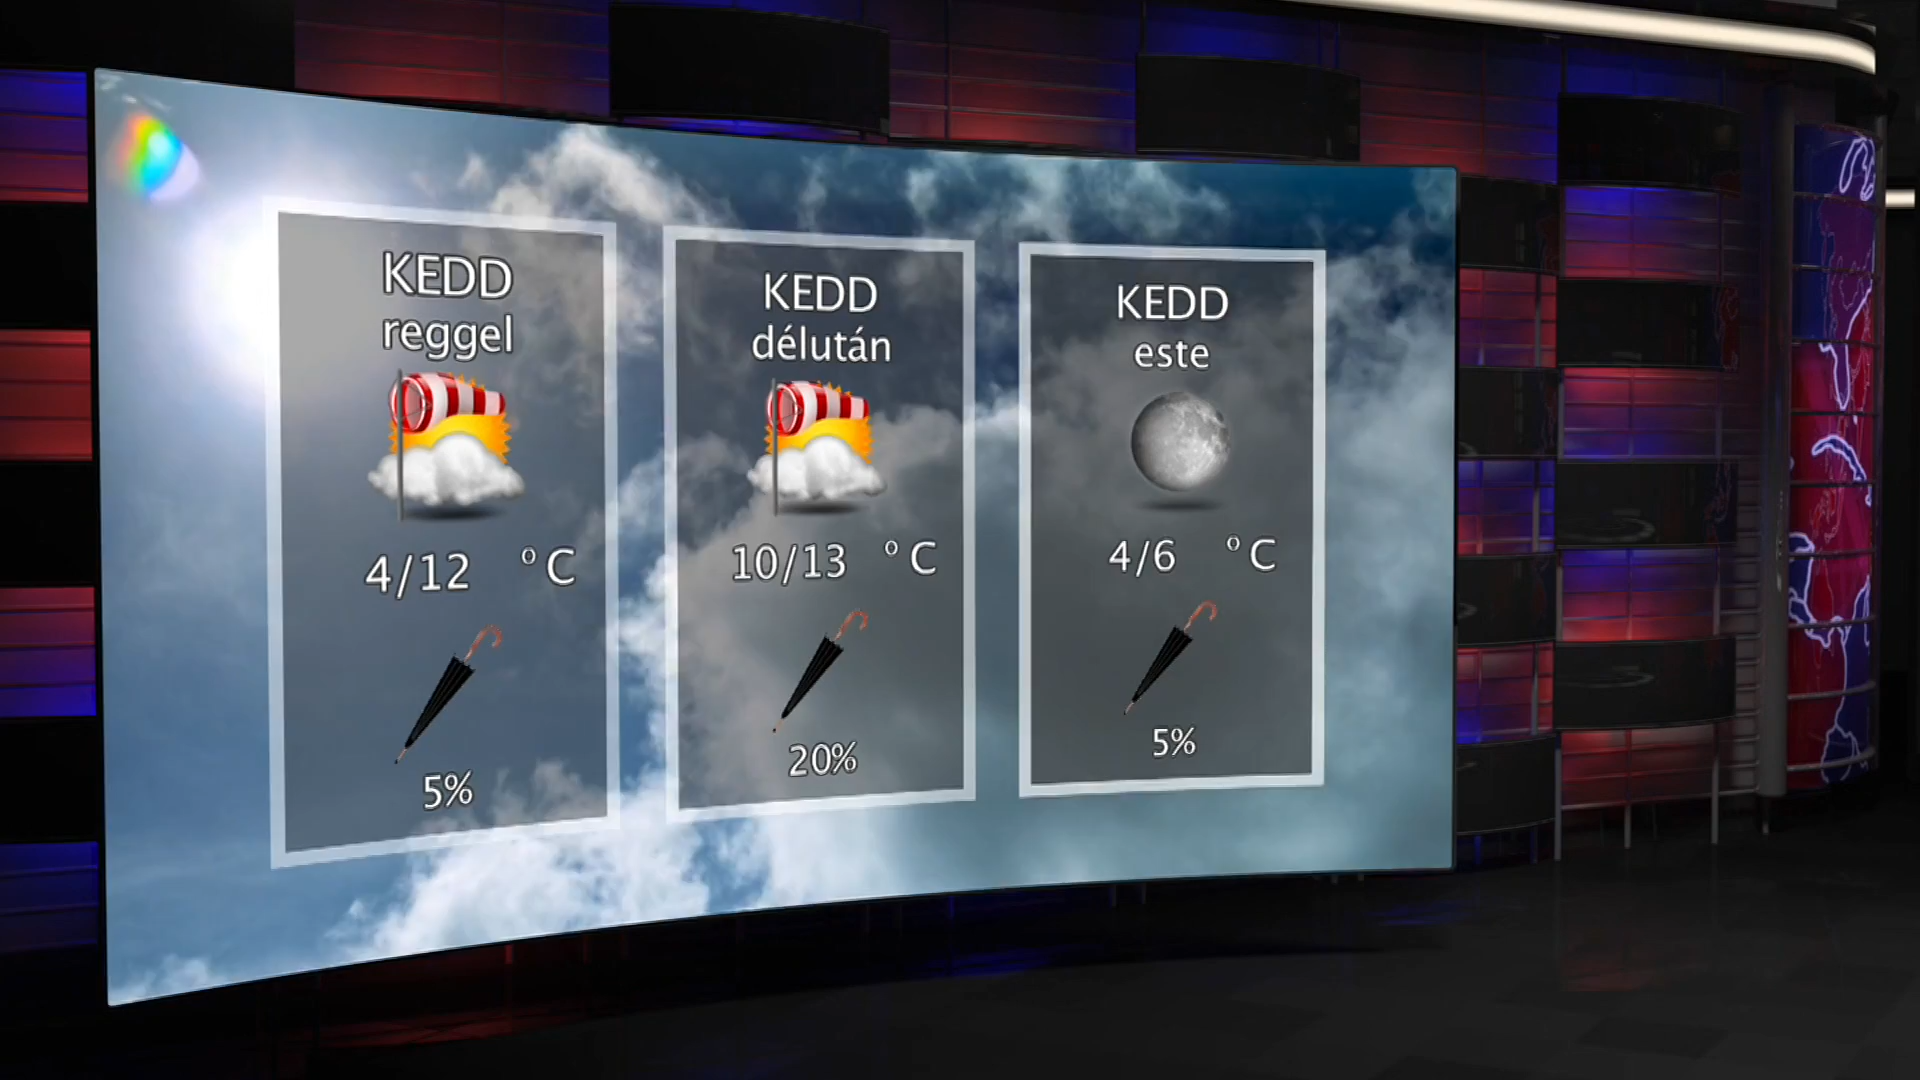 KEDD
reggel
4/12 °C
5%
KEDD
délután
10/13 °C
20%
KEDD
este
4/6 °C
5%